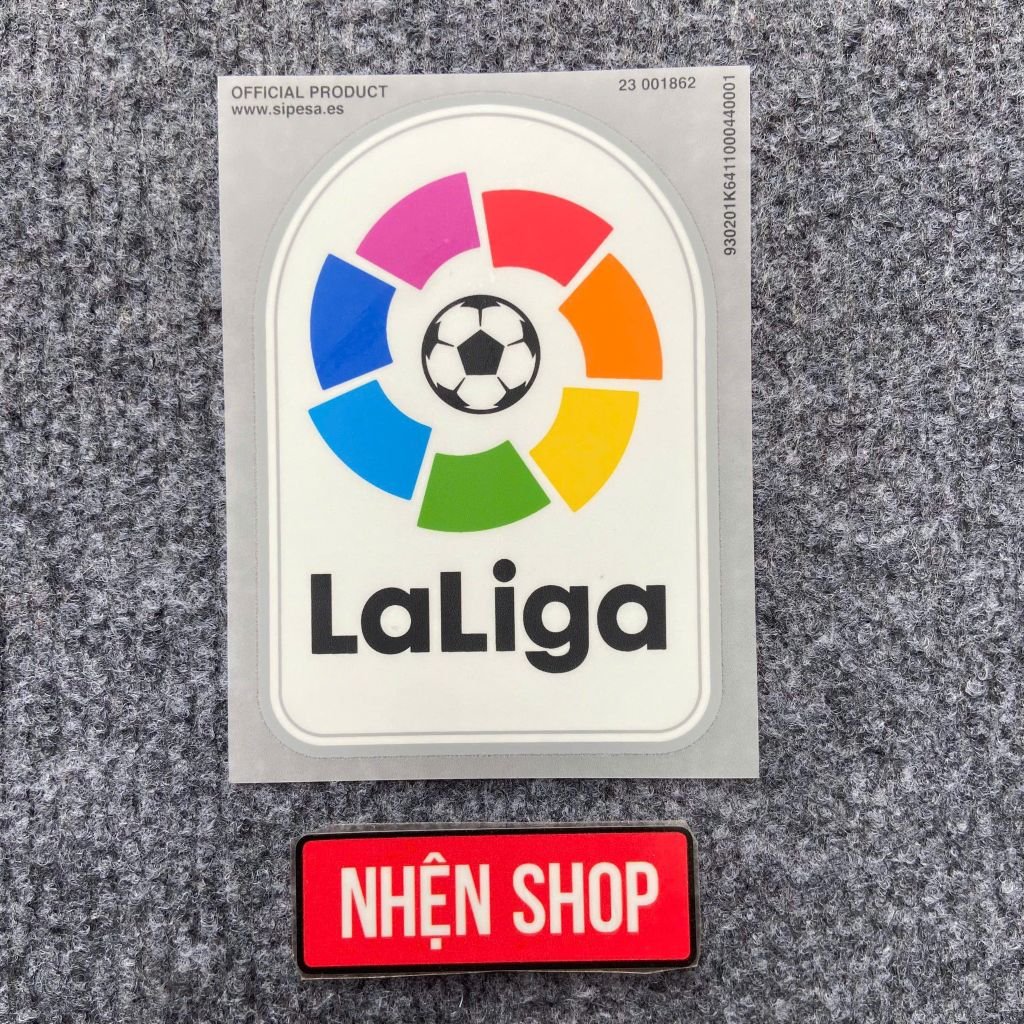 OFFICIAL PRODUCT
www.sipesa.es
23 001862
930201K6411000440001
LaLiga
NHỆN SHOP